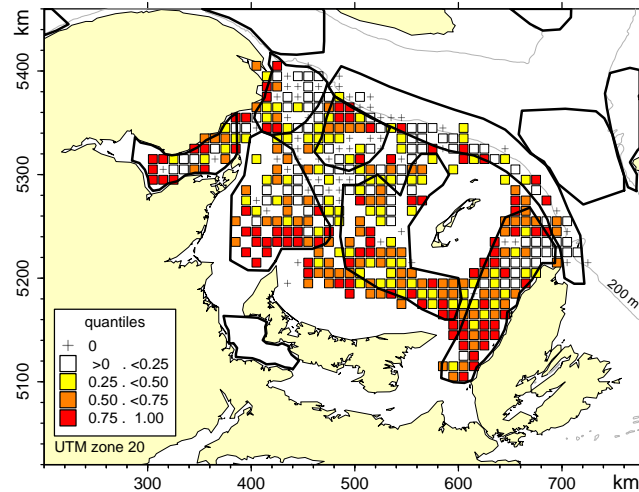 km
5400
5300
5200
5100
200 m
quantiles
0
>0 . <0.25
0.25 . <0.50
0.50 . <0.75
0.75 . 1.00
UTM zone 20
300 400 500 600 700 km